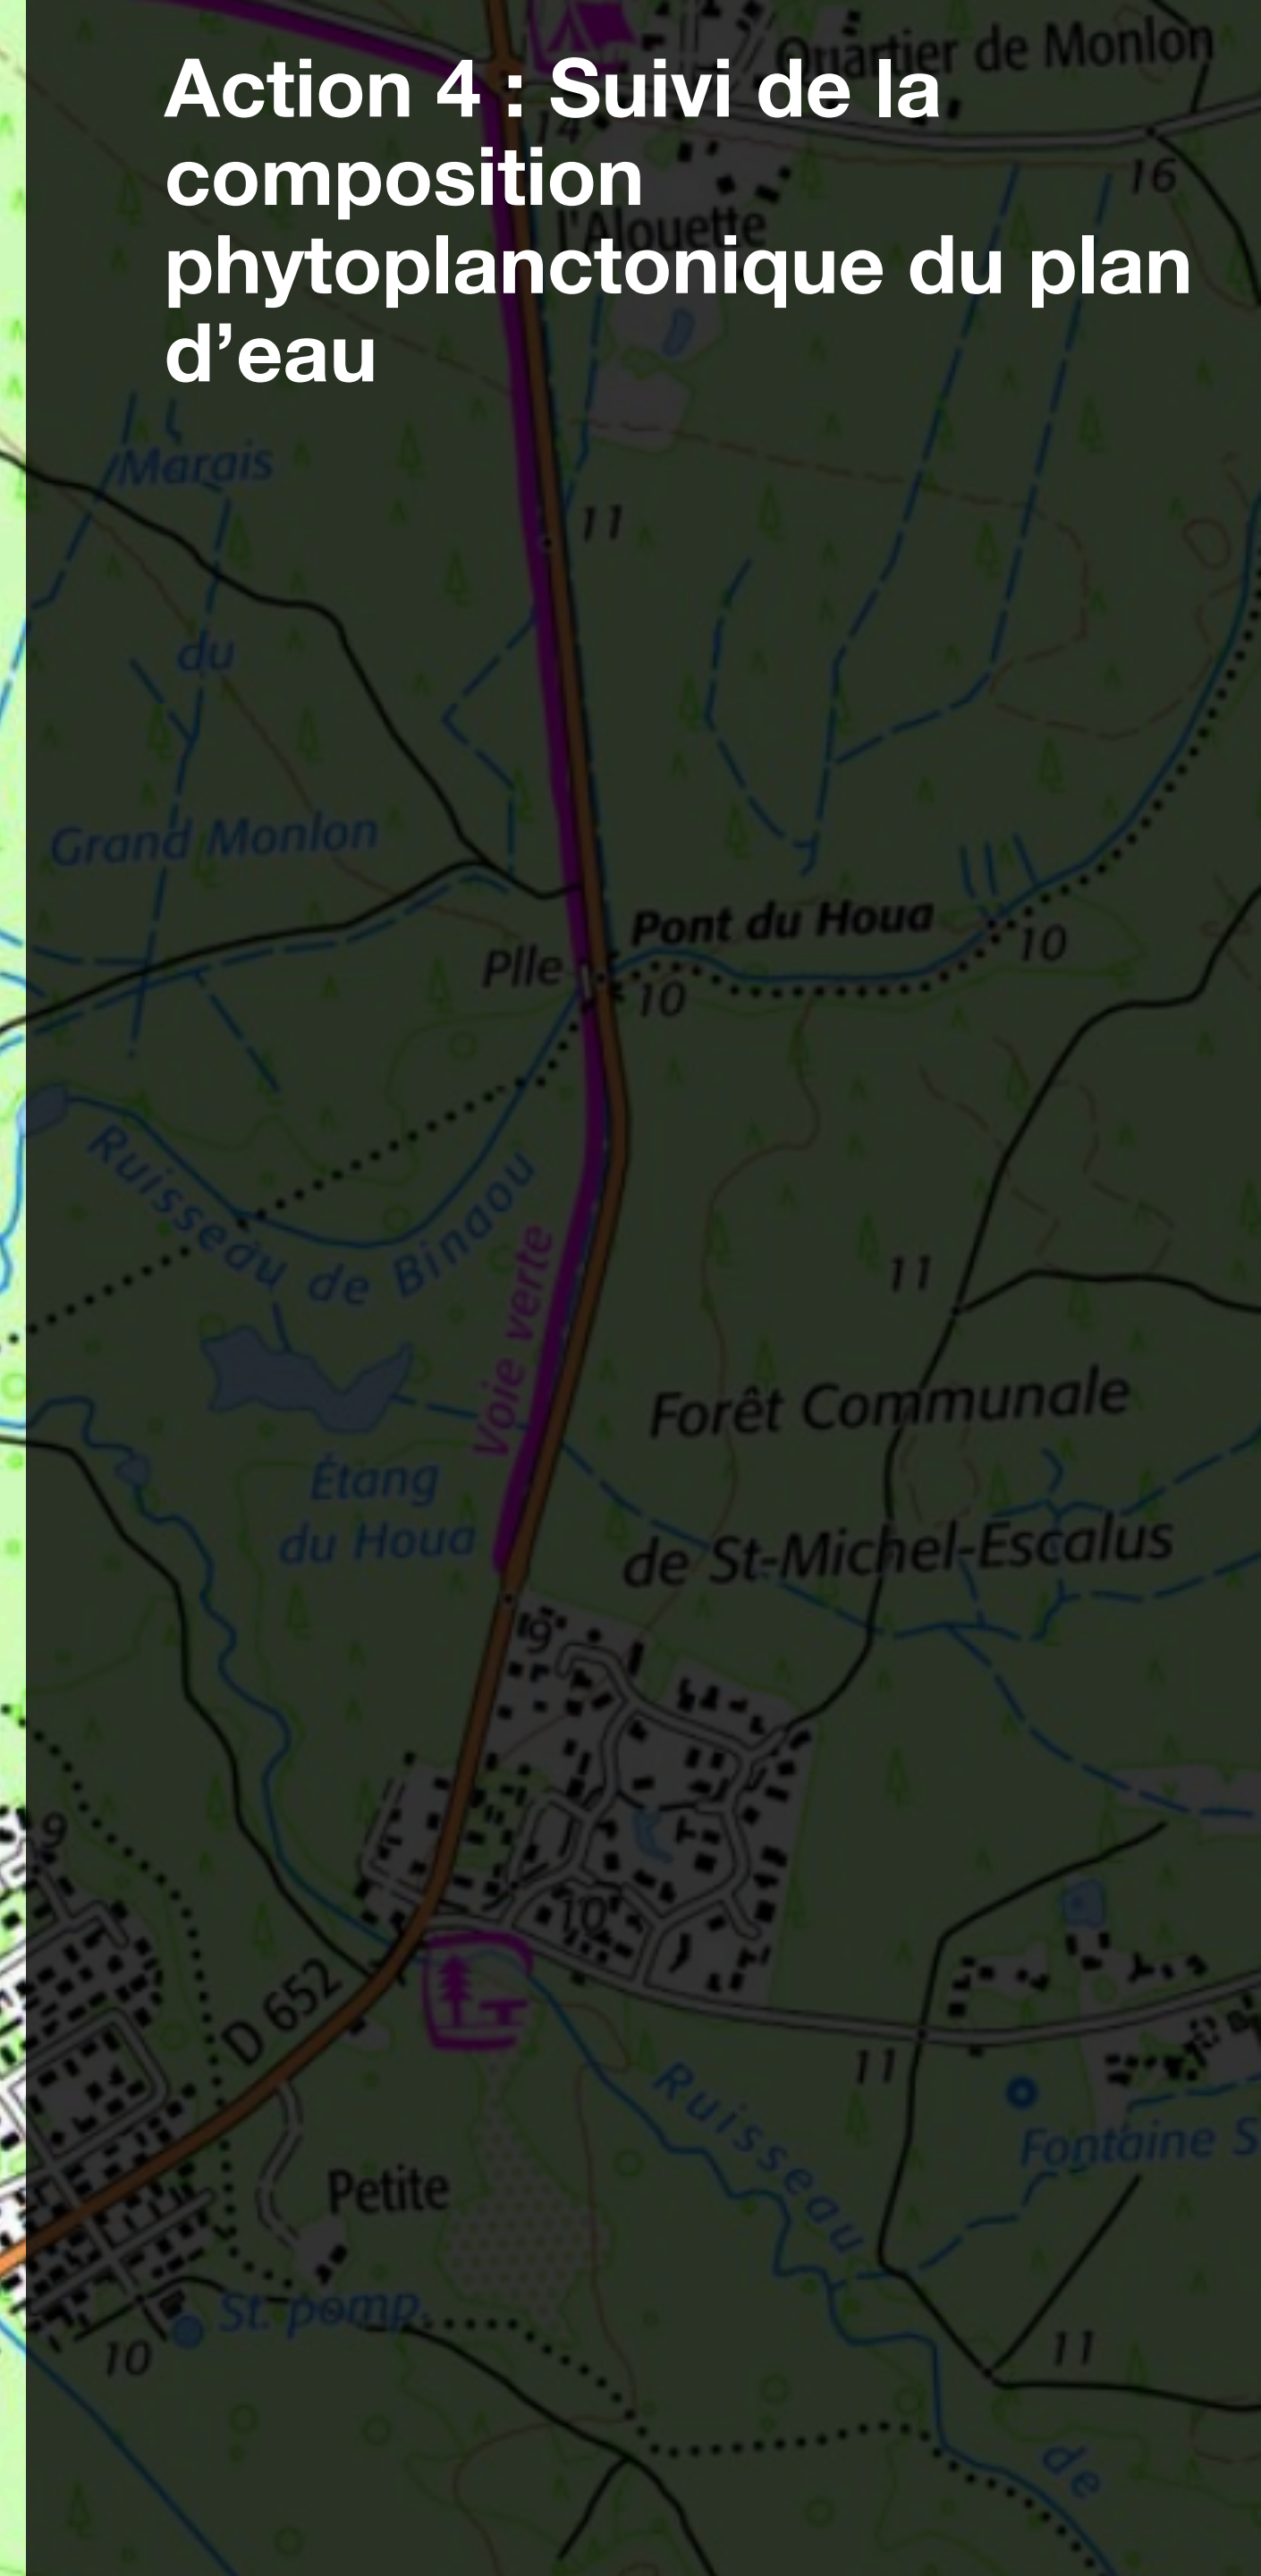 Action 4 : Suivi de la
composition
phytoplanctonique du plan
d’eau
Quartier de Monlon
14
16
l'Alouette
Marais
11
du
Grand Monlon
Pont du Houa
Plle
10
10
Ruisseau de Binaou
Voie verte
11
Forêt Communale
Étang
du Houa
de St-Michel-Escalus
9
9
10
D 652
11
Ruisseau
Fontaine S
Petite
St. pomp.
10
11
de